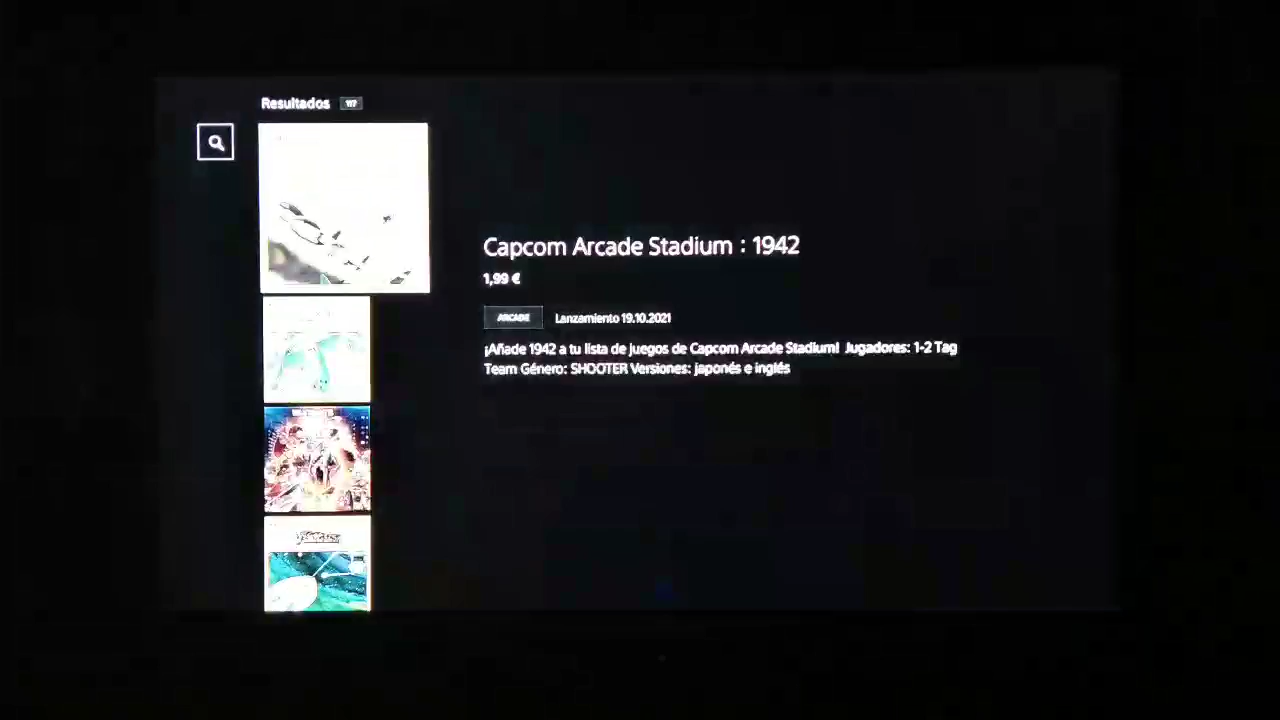 Resultados
Capcom Arcade Stadium : 1942
1,99 €
ARCADE Lanzamiento 19.10.2021
¡Añade 1942 a tu lista de juegos de Capcom Arcade Stadium! Jugadores: 1-2 Tag
Team Género: SHOOTER Versiones: japonés e inglés